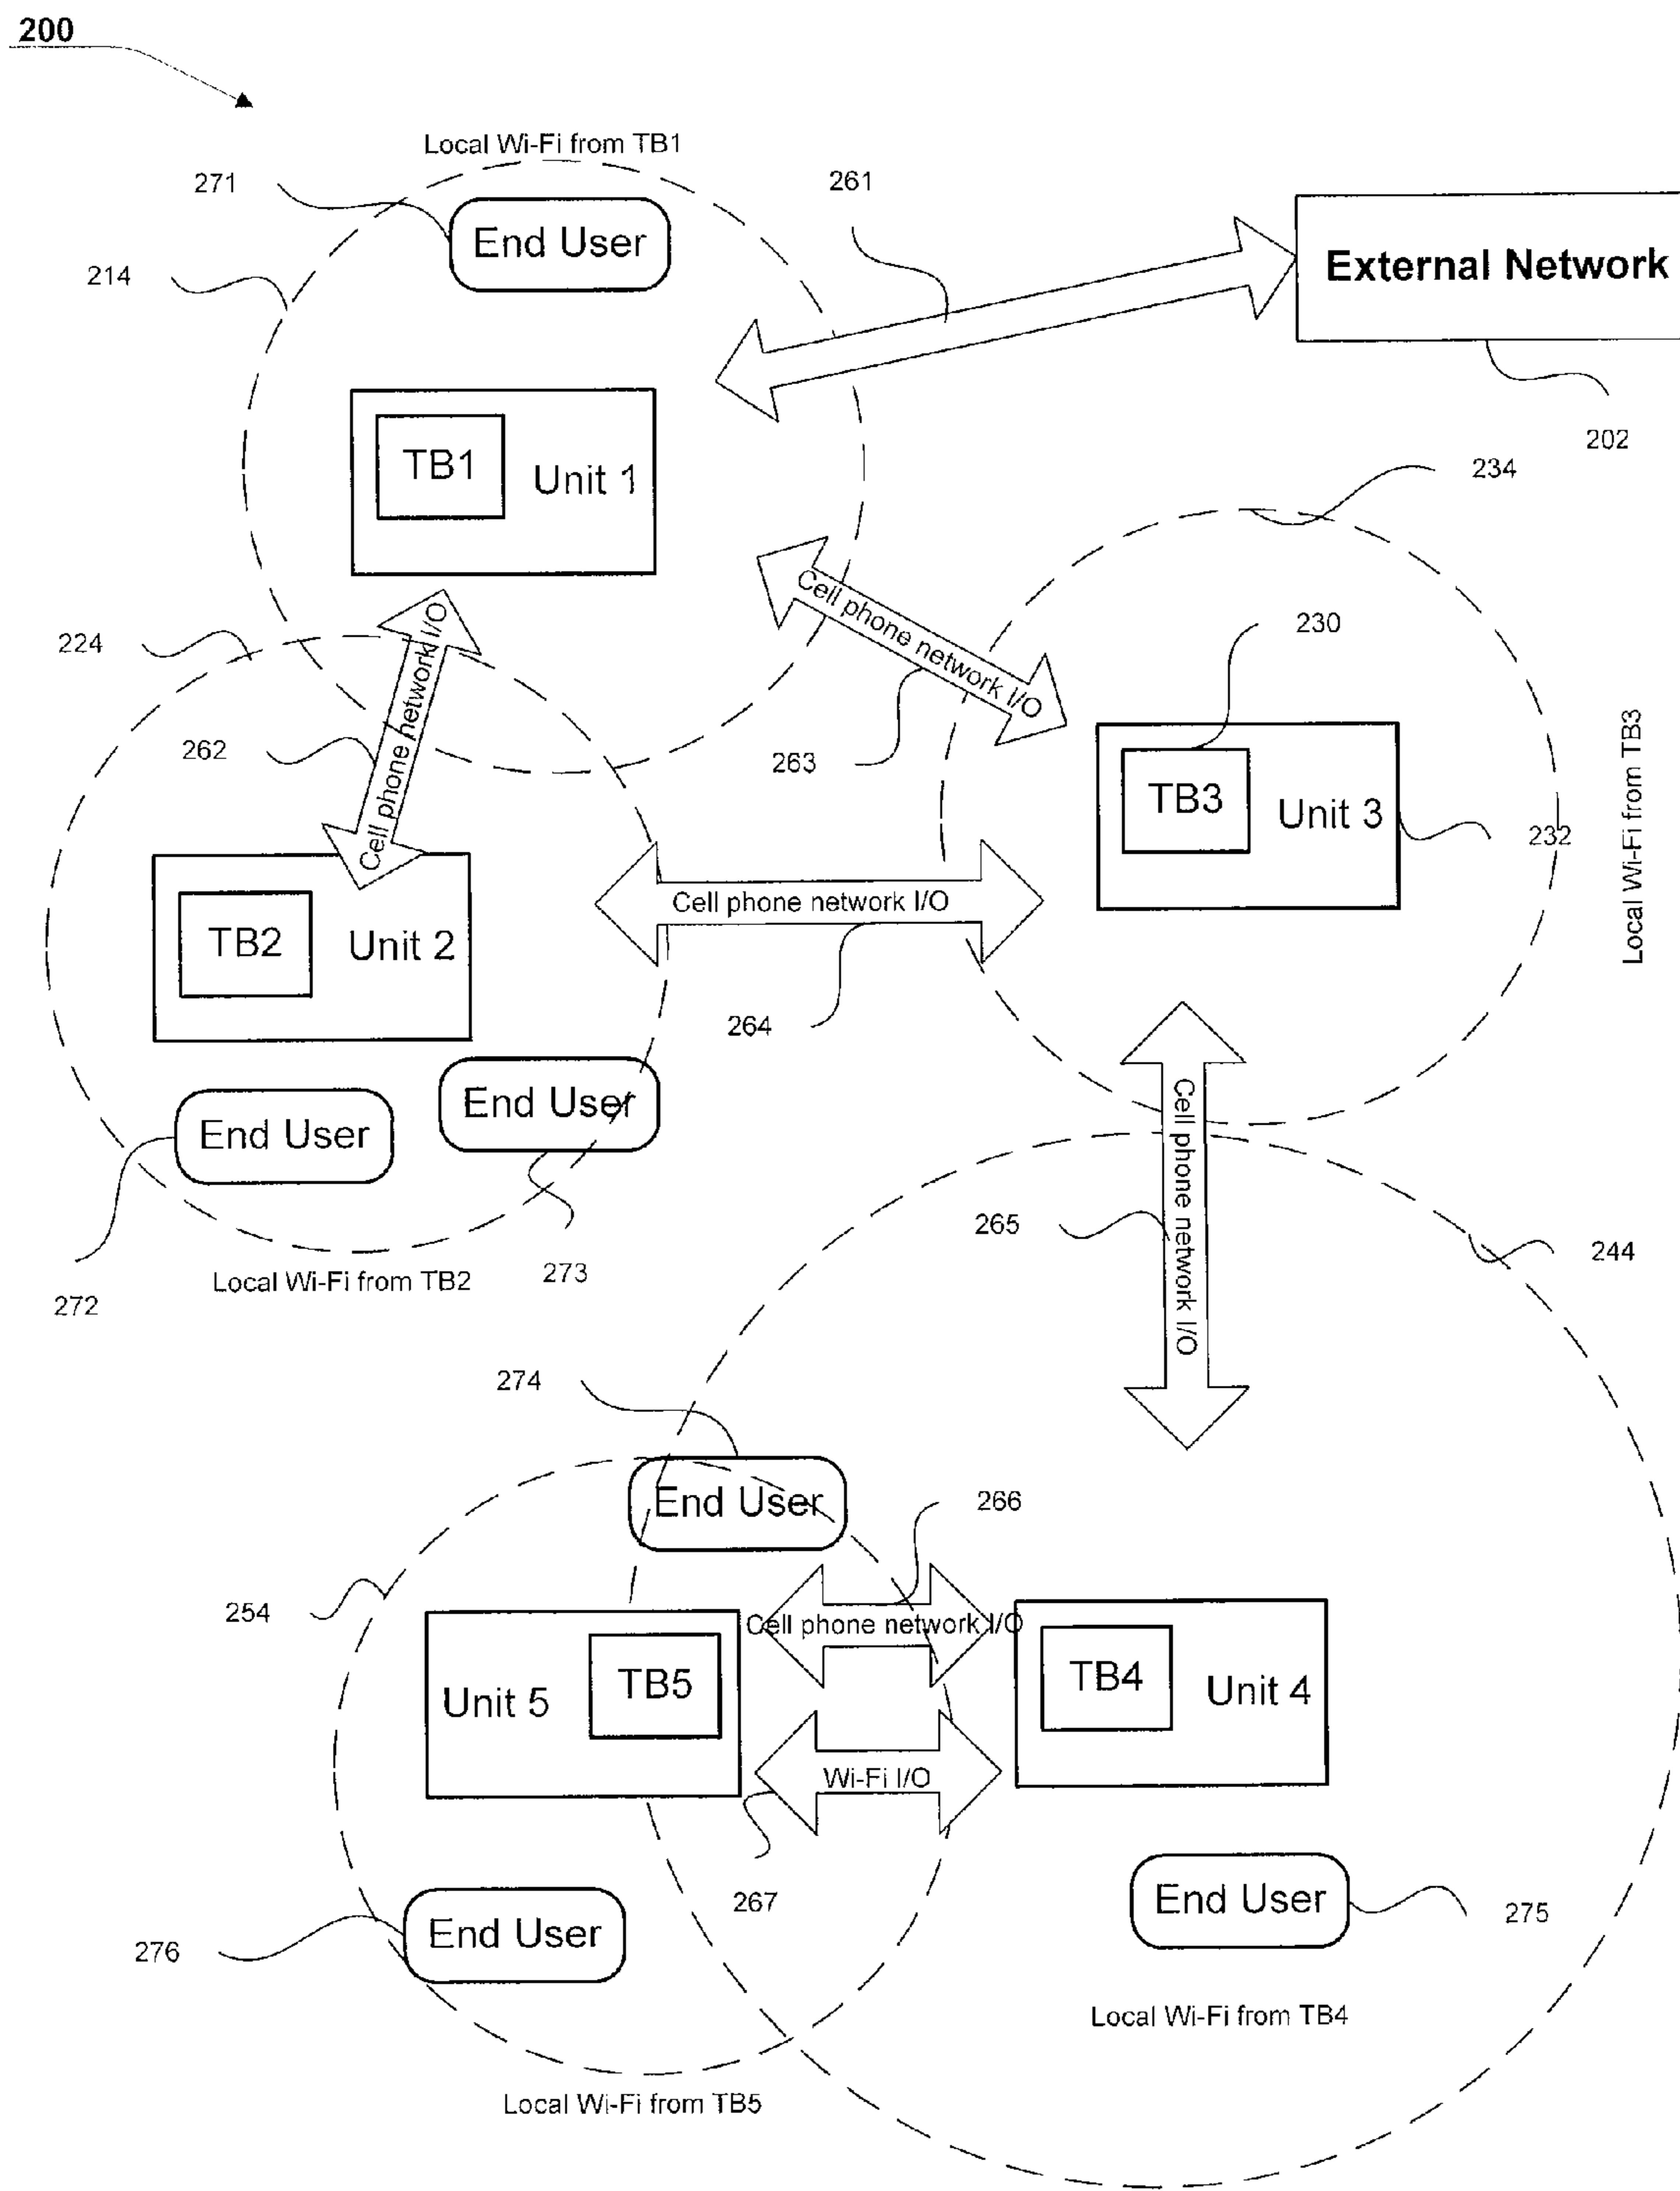 200
Local Wi-Fi from TB1
271
End User
261
214
External Network
202
TB1
Unit 1
234
Cell phone network I/O
224
262
Cell phone network I/O
263
230
TB3
Unit 3
232
Local Wi-Fi from TB3
TB2
Unit 2
Cell phone network I/O
264
End User
End User
272
Local Wi-Fi from TB2
273
Cell phone network I/O
265
244
274
End User
266
254
Cell phone network I/O
Unit 5
TB5
TB4
Unit 4
Wi-Fi I/O
267
End User
275
End User
276
Local Wi-Fi from TB4
Local Wi-Fi from TB5